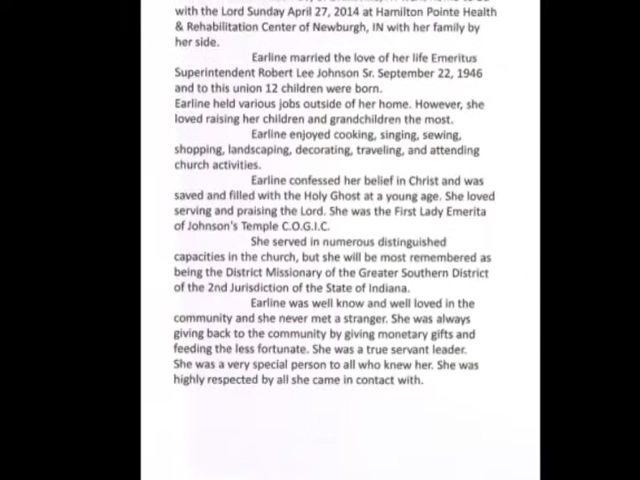 with the Lord Sunday April 27, 2014 at Hamilton Pointe Health
& Rehabilitation Center of Newburgh, IN with her family by
her side.
Earline married the love of her life Emeritus
Superintendent Robert Lee Johnson Sr. September 22, 1946
and to this union 12 children were born.
Earline held various jobs outside of her home. However, she
loved raising her children and grandchildren the most.
Earline enjoyed cooking, singing, sewing,
shopping, landscaping, decorating, traveling, and attending
church activities.
Earline confessed her belief in Christ and was
saved and filled with the Holy Ghost at a young age. She loved
serving and praising the Lord. She was the First Lady Emerita
of Johnson's Temple C.O.G.I.C.
She served in numerous distinguished
capacities in the church, but she will be most remembered as
being the District Missionary of the Greater Southern District
of the 2nd Jurisdiction of the State of Indiana.
Earline was well know and well loved in the
community and she never met a stranger. She was always
giving back to the community by giving monetary gifts and
feeding the less fortunate. She was a true servant leader.
She was a very special person to all who knew her. She was
highly respected by all she came in contact with.